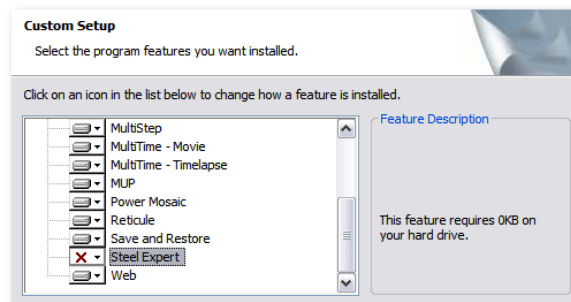 Custom Setup
Select the program features you want installed.
Click on an icon in the list below to change how a feature is installed.
Feature Description
MultiStep
MultiTime - Movie
MultiTime - Timelapse
MUP
Power Mosaic
Reticule
Save and Restore
Steel Expert
Web
This feature requires 0KB on
your hard drive.